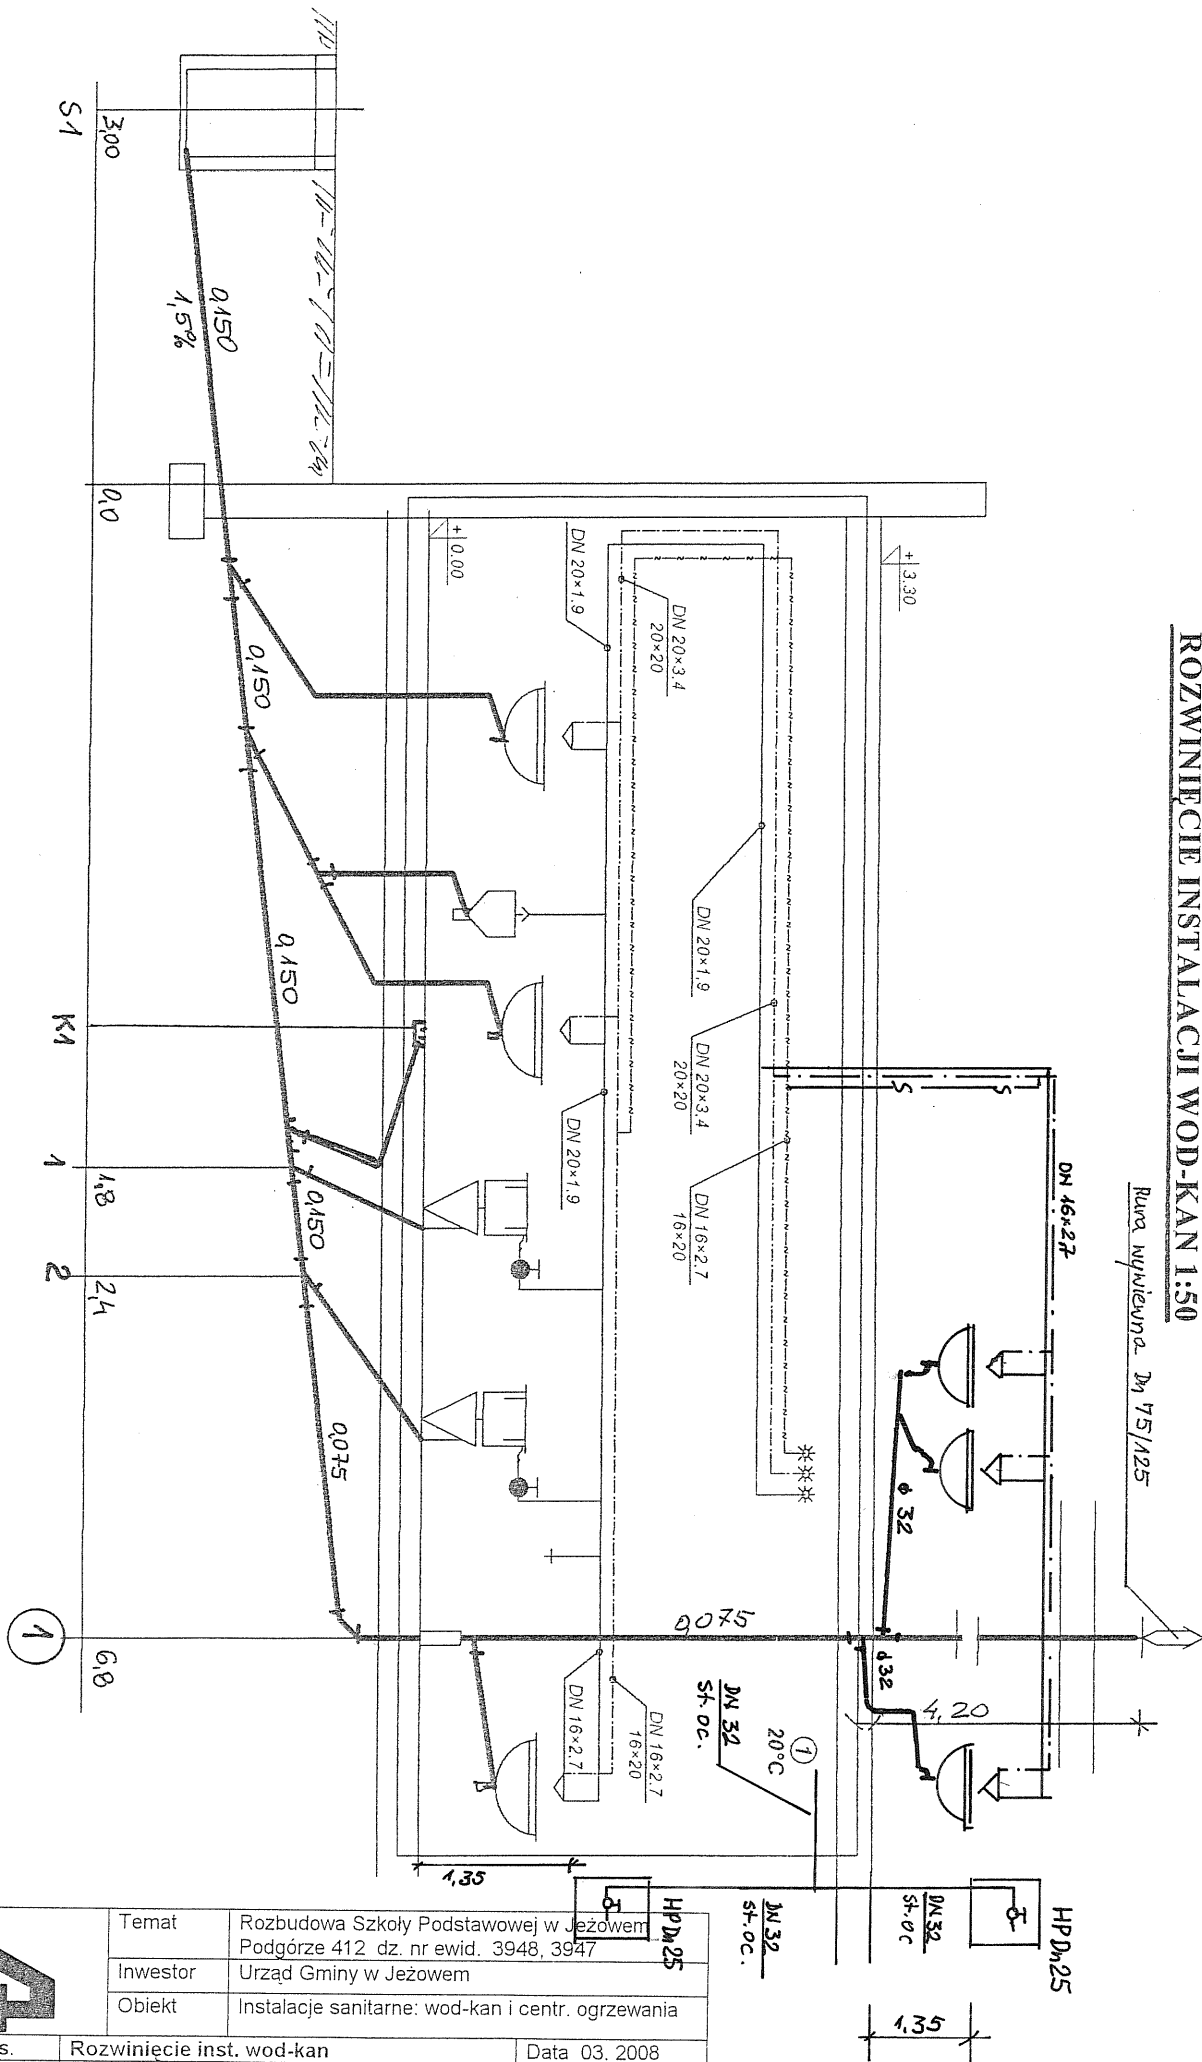 ROZWINIĘCIE INSTALACJI WOD-KAN 1:50
Rura wywiewna Dn 75/125
DN 16×2,7
S
S
φ 32
φ32
4,20
HPDn25
DN 32
st.oc
1,35
+3.30
DN 20×1.9
DN 20×3.4
20×20
DN 16×2.7
16×20
0,075
DN 32
st.oc.
1
20°C
DN 32
st.oc.
HPDn25
1,35
DN 20×3.4
20×20
DN 20×1.9
DN 20×1.9
DN 16×2.7
16×20
DN 16×2.7
+0.00
0,150
1,5%
0,150
0,150
0,150
0,075
3,00
0,0
1,8
2,4
6,8
S1
K1
1
2
1
Temat
Rozbudowa Szkoły Podstawowej w Jeżowem
Podgórze 412 dz. nr ewid. 3948, 3947
Inwestor
Urząd Gminy w Jeżowem
Obiekt
Instalacje sanitarne: wod-kan i centr. ogrzewania
s.
Rozwinięcie inst. wod-kan
Data 03. 2008
4